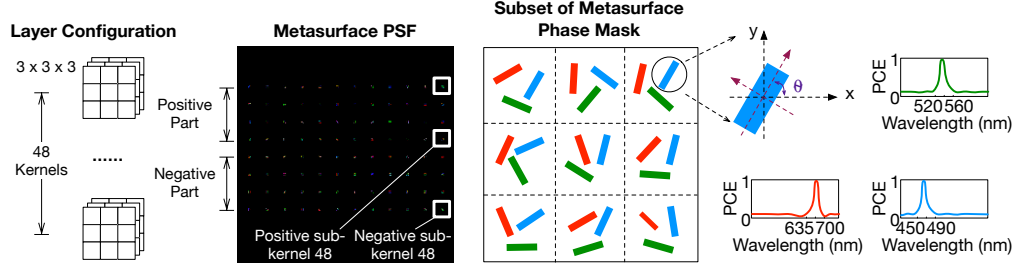 Layer Configuration
3 x 3 x 3
48
Kernels
......
Metasurface PSF
Positive
Part
Negative
Part
Positive sub-
kernel 48
Negative sub-
kernel 48
Subset of Metasurface
Phase Mask
y
x
θ
PCE
1
0
520 560
Wavelength (nm)
PCE
1
0
635 700
Wavelength (nm)
PCE
1
0
450 490
Wavelength (nm)